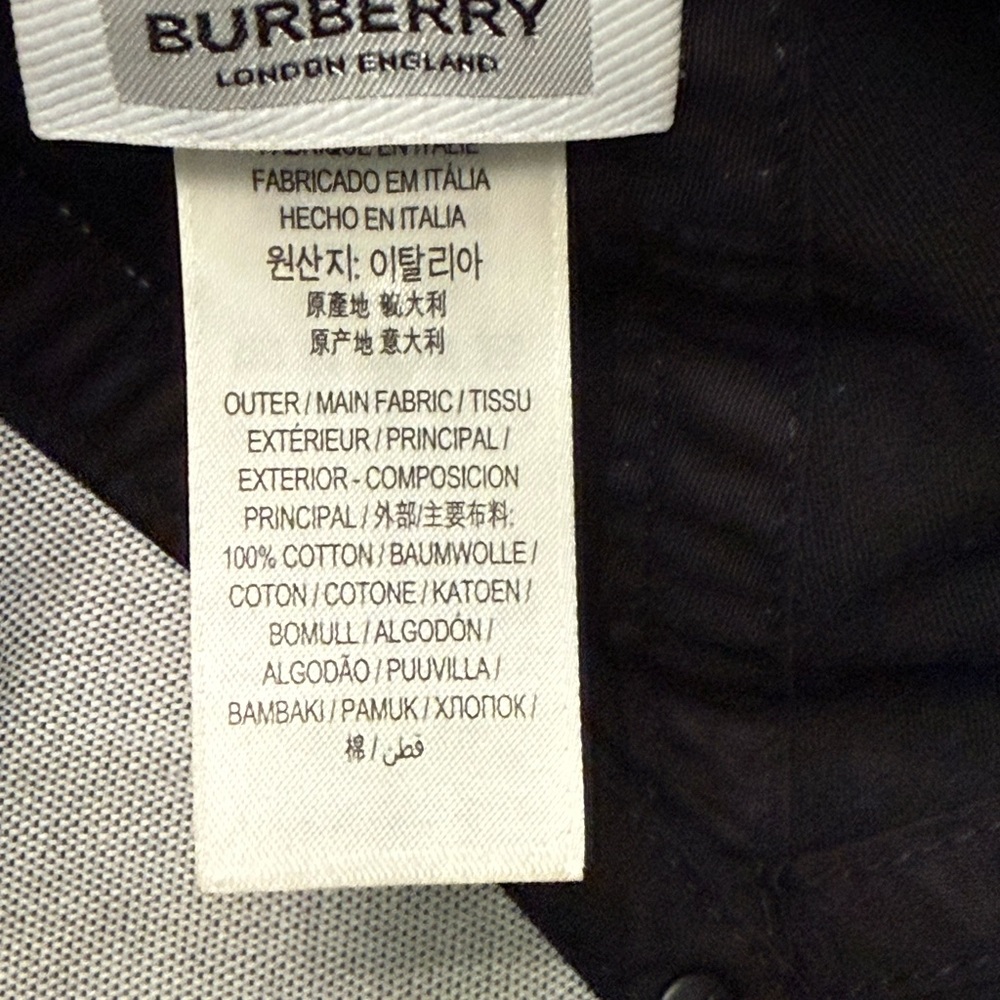 BURBERRY
LONDON ENGLAND
FABRIQUÉ EN ITALIE
FABRICADO EM ITÁLIA
HECHO EN ITALIA
원산지: 이탈리아
原產地 義大利
原产地 意大利
OUTER / MAIN FABRIC / TISSU
EXTÉRIEUR / PRINCIPAL /
EXTERIOR - COMPOSICION
PRINCIPAL / 外部/主要布料:
100% COTTON / BAUMWOLLE /
COTON / COTONE / KATOEN /
BOMULL / ALGODÓN /
ALGODÃO / PUUVILLA /
BAMBAKI / PAMUK / ХЛОПОК /
棉 / قطن